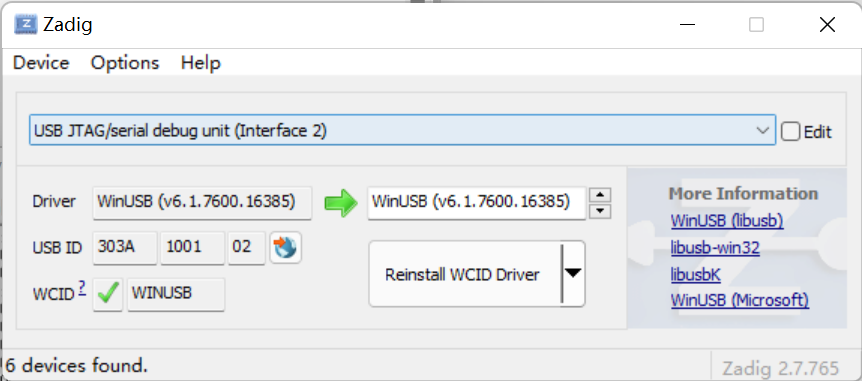 Zadig
Device Options Help
USB JTAG/serial debug unit (Interface 2)
Edit
Driver WinUSB (v6.1.7600.16385) WinUSB (v6.1.7600.16385)
USB ID 303A 1001 02
WCID ? WINUSB
Reinstall WCID Driver
More Information
WinUSB (libusb)
libusb-win32
libusbK
WinUSB (Microsoft)
6 devices found.
Zadig 2.7.765